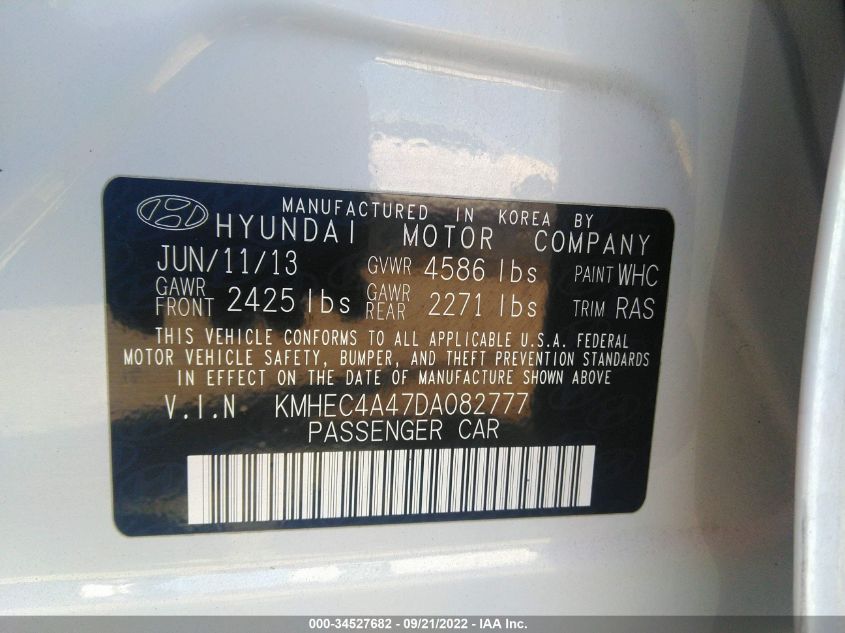 MANUFACTURED IN KOREA BY
HYUNDAI MOTOR COMPANY
JUN/11/13 GVWR 4586 lbs PAINT WHC
GAWR FRONT 2425 lbs GAWR REAR 2271 lbs TRIM RAS
THIS VEHICLE CONFORMS TO ALL APPLICABLE U.S.A. FEDERAL
MOTOR VEHICLE SAFETY, BUMPER, AND THEFT PREVENTION STANDARDS
IN EFFECT ON THE DATE OF MANUFACTURE SHOWN ABOVE
V.I.N KMHEC4A47DA082777
PASSENGER CAR
000-34527682 - 09/21/2022 - IAA Inc.